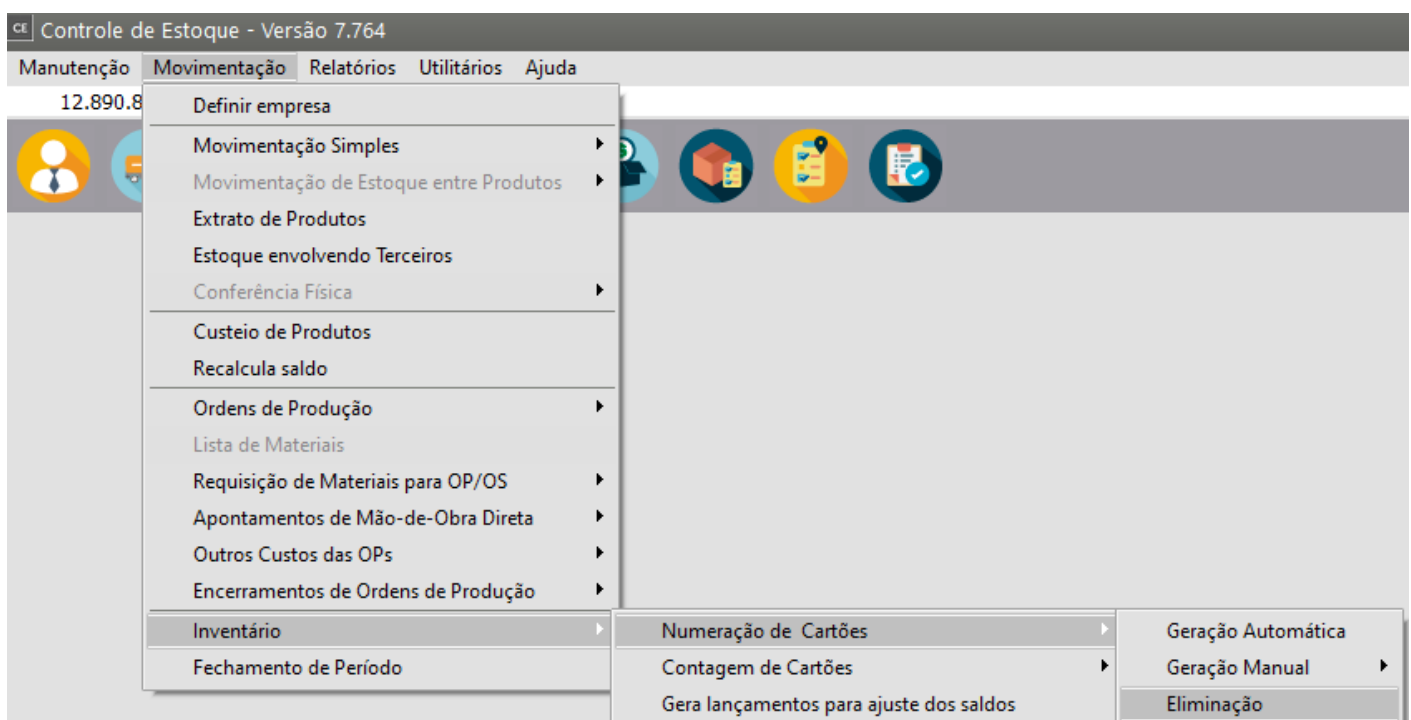 CE Controle de Estoque - Versão 7.764
Manutenção Movimentação Relatórios Utilitários Ajuda
12.890.8
Definir empresa
Movimentação Simples
Movimentação de Estoque entre Produtos
Extrato de Produtos
Estoque envolvendo Terceiros
Conferência Física
Custeio de Produtos
Recalcula saldo
Ordens de Produção
Lista de Materiais
Requisição de Materiais para OP/OS
Apontamentos de Mão-de-Obra Direta
Outros Custos das OPs
Encerramentos de Ordens de Produção
Inventário
Fechamento de Período
Numeração de Cartões
Contagem de Cartões
Gera lançamentos para ajuste dos saldos
Geração Automática
Geração Manual
Eliminação